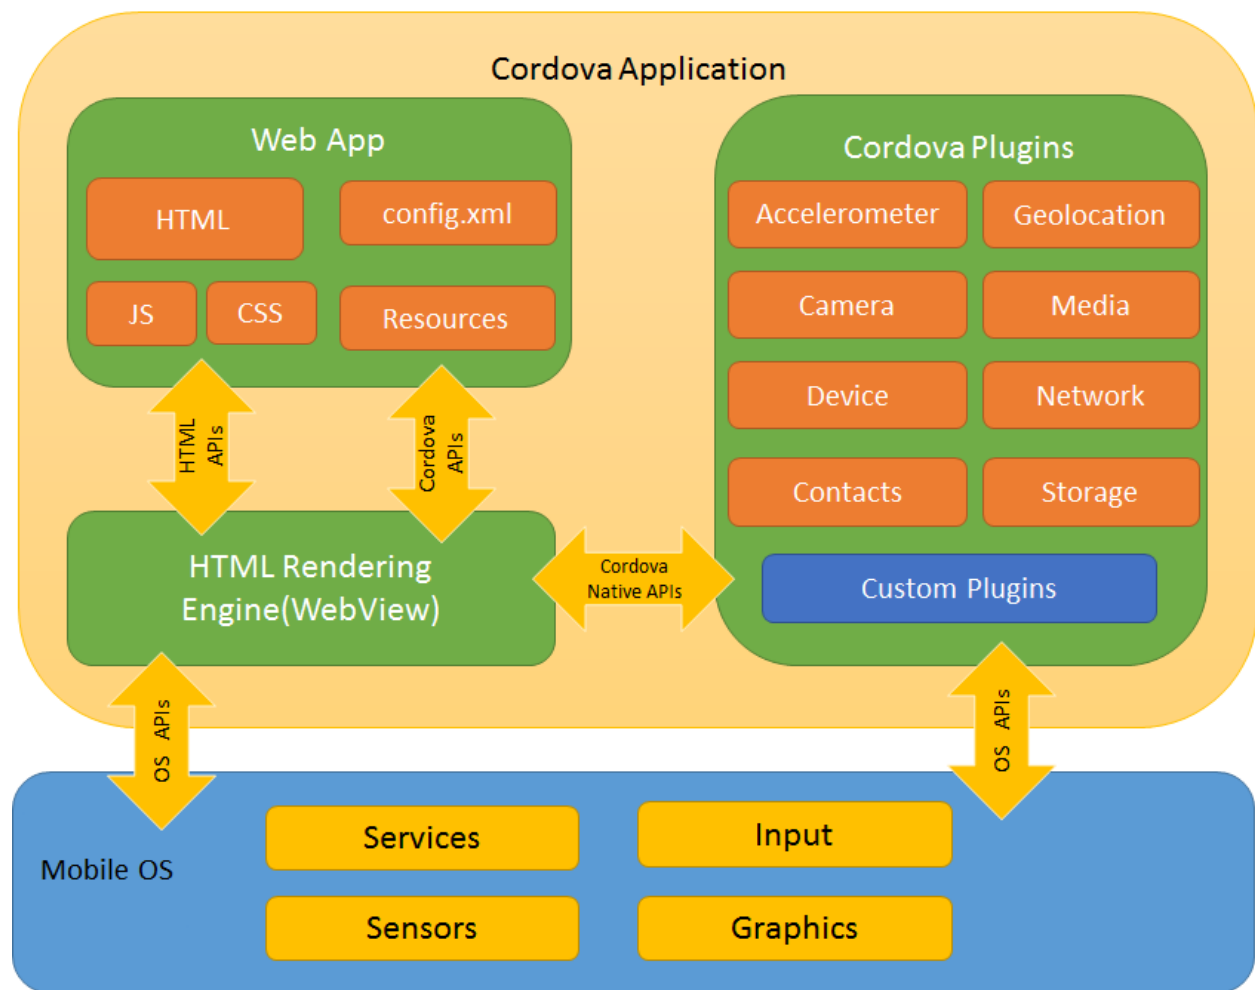 Cordova Application
Web App
HTML
config.xml
JS
CSS
Resources
Cordova Plugins
Accelerometer
Geolocation
Camera
Media
Device
Network
Contacts
Storage
Custom Plugins
HTML
APIs
Cordova
APIs
HTML Rendering
Engine(WebView)
Cordova
Native APIs
OS APIs
OS APIs
Mobile OS
Services
Input
Sensors
Graphics